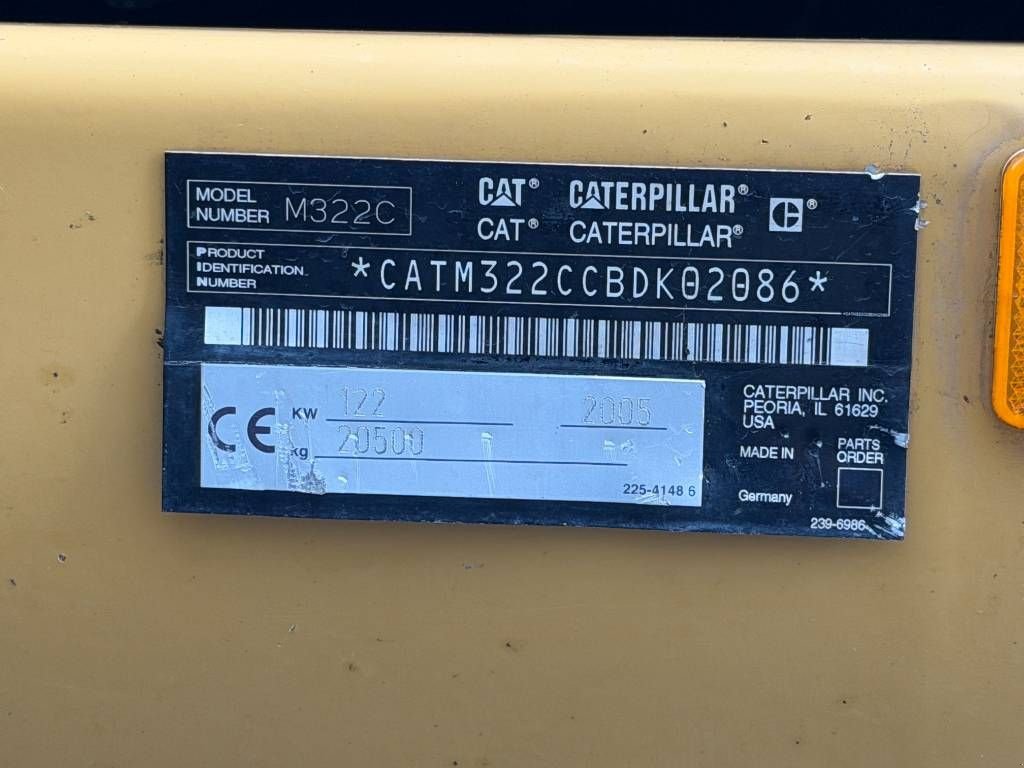 MODEL NUMBER M322C
CAT® CATERPILLAR® CE®
CAT® CATERPILLAR®
PRODUCT IDENTIFICATION NUMBER *CATM322CCBDK02086*
CE KW 122 2005
kg 20500
225-4148 6
CATERPILLAR INC.
PEORIA, IL 61629
USA
MADE IN Germany
PARTS ORDER
239-6986